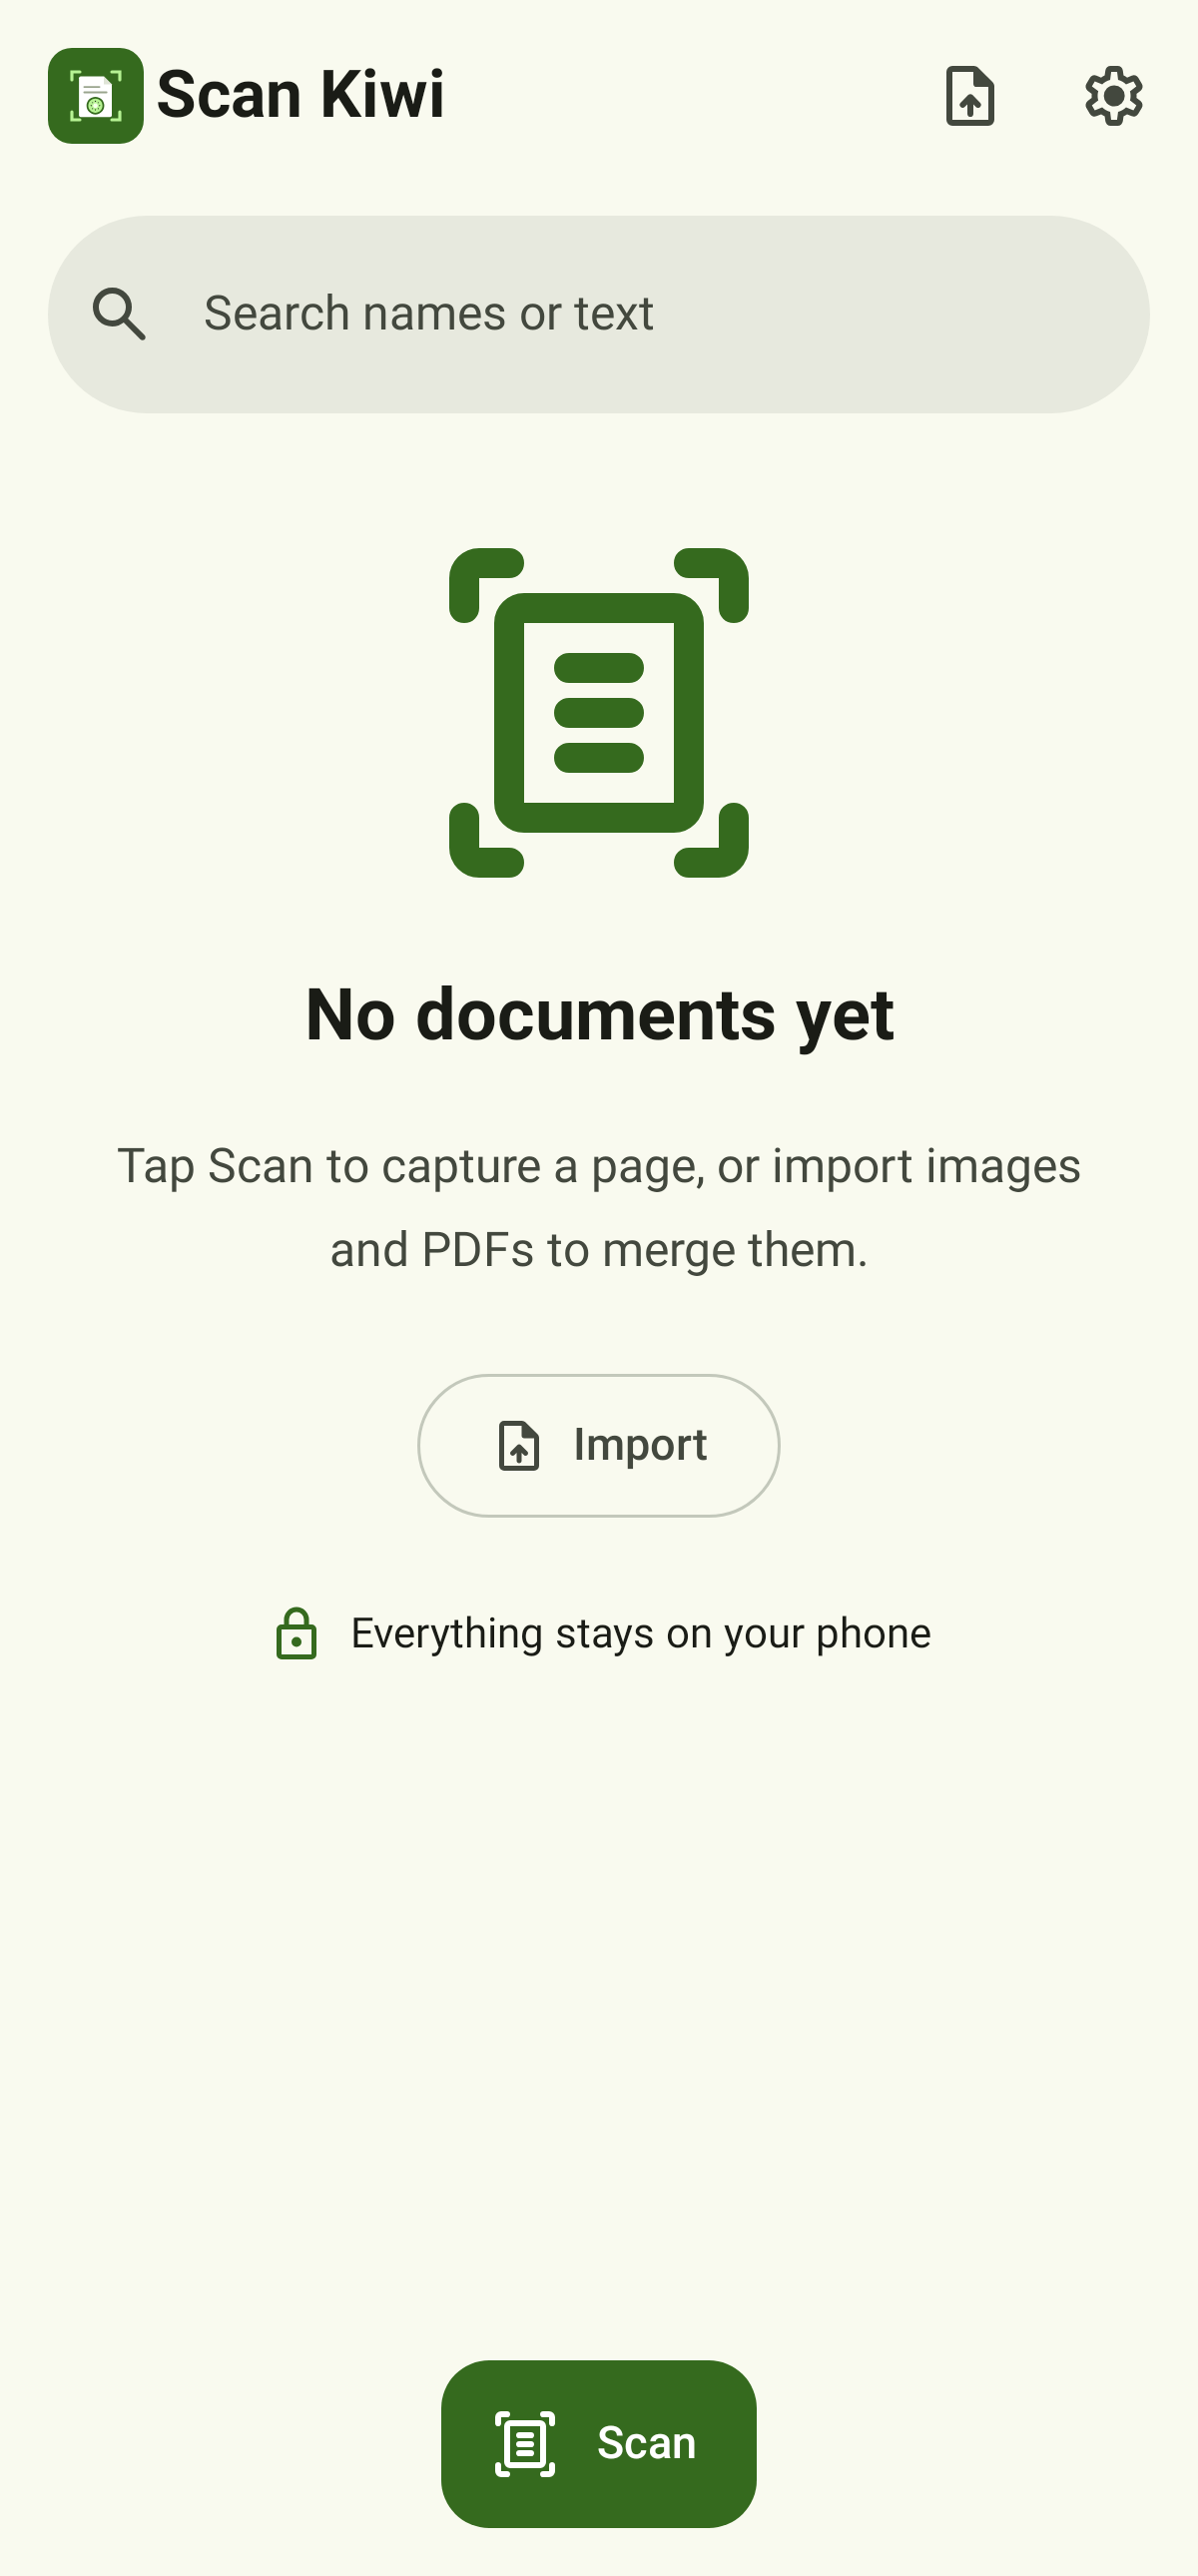 Scan Kiwi
Search names or text
No documents yet
Tap Scan to capture a page, or import images
and PDFs to merge them.
Import
Everything stays on your phone
Scan